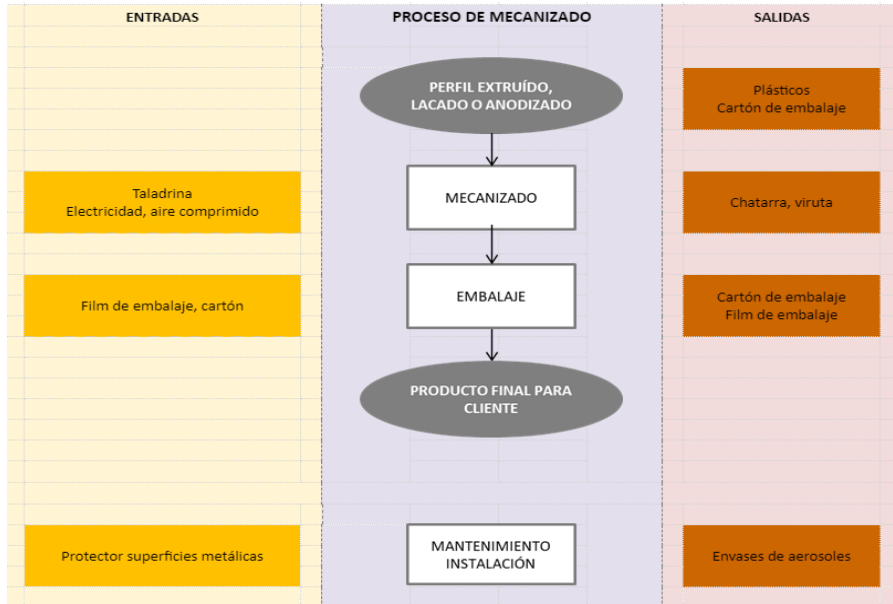 ENTRADAS
PROCESO DE MECANIZADO
SALIDAS
PERFIL EXTRUÍDO,
LACADO O ANODIZADO
Plásticos
Cartón de embalaje
Taladrina
Electricidad, aire comprimido
MECANIZADO
Chatarra, viruta
Film de embalaje, cartón
EMBALAJE
Cartón de embalaje
Film de embalaje
PRODUCTO FINAL PARA
CLIENTE
Protector superficies metálicas
MANTENIMIENTO
INSTALACIÓN
Envases de aerosoles